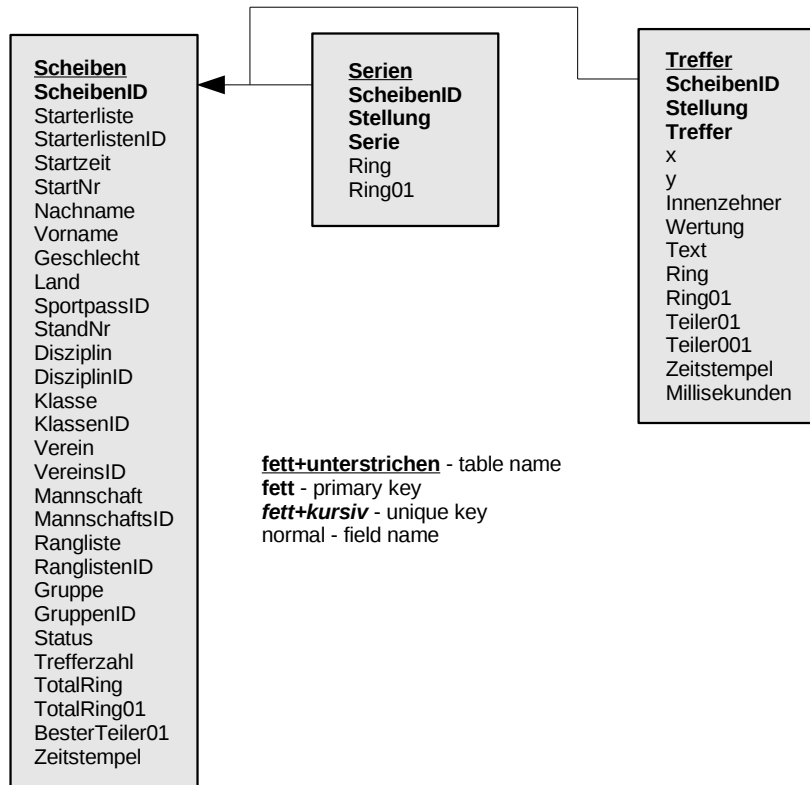 Scheiben
ScheibenID
Starterliste
StarterlistenID
Startzeit
StartNr
Nachname
Vorname
Geschlecht
Land
SportpassID
StandNr
Disziplin
DisziplinID
Klasse
KlassenID
Verein
VereinsID
Mannschaft
MannschaftsID
Rangliste
RanglistenID
Gruppe
GruppenID
Status
Trefferzahl
TotalRing
TotalRing01
BesterTeiler01
Zeitstempel
Serien
ScheibenID
Stellung
Serie
Ring
Ring01
Treffer
ScheibenID
Stellung
Treffer
x
y
Innenzehner
Wertung
Text
Ring
Ring01
Teiler01
Teiler001
Zeitstempel
Millisekunden
fett+unterstrichen - table name
fett - primary key
fett+kursiv - unique key
normal - field name